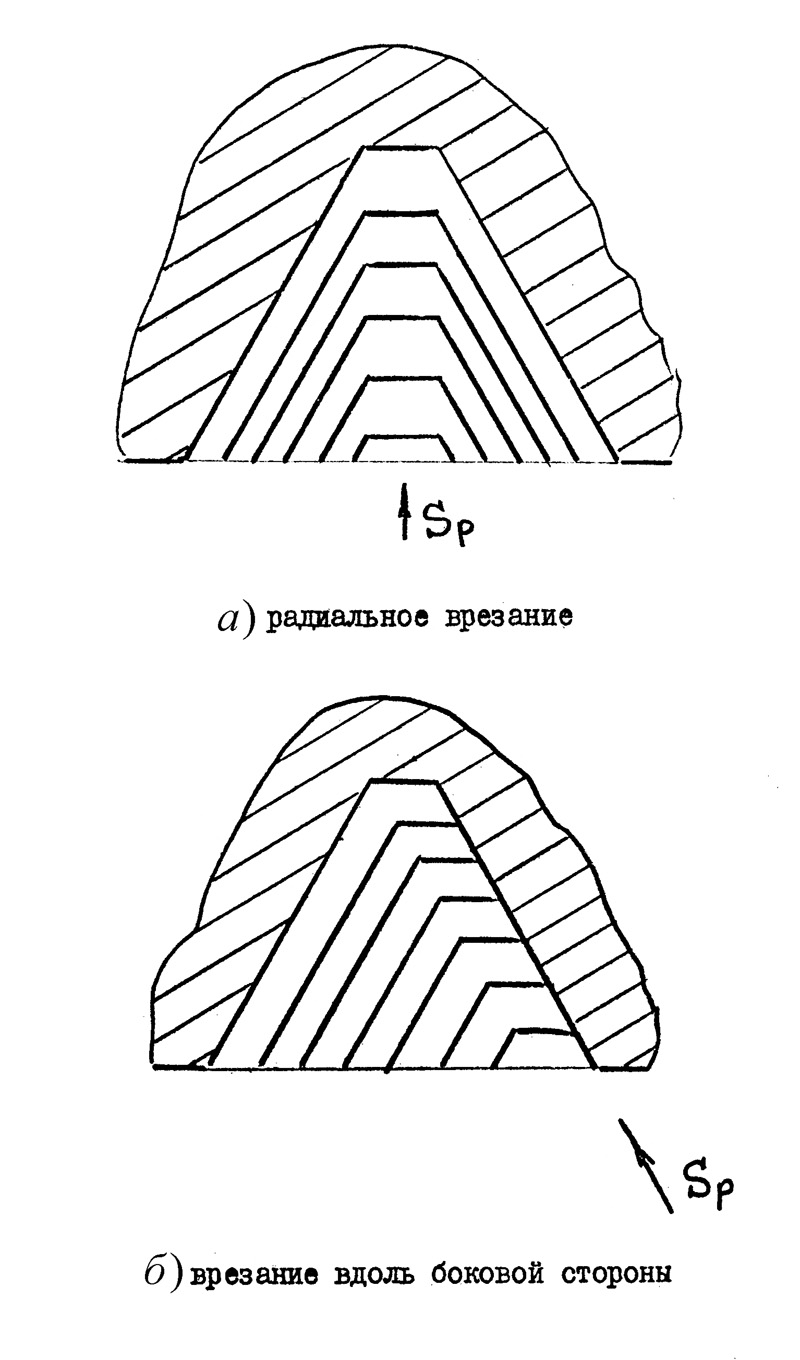 Sp
а) радиальное врезание
Sp
б) врезание вдоль боковой стороны